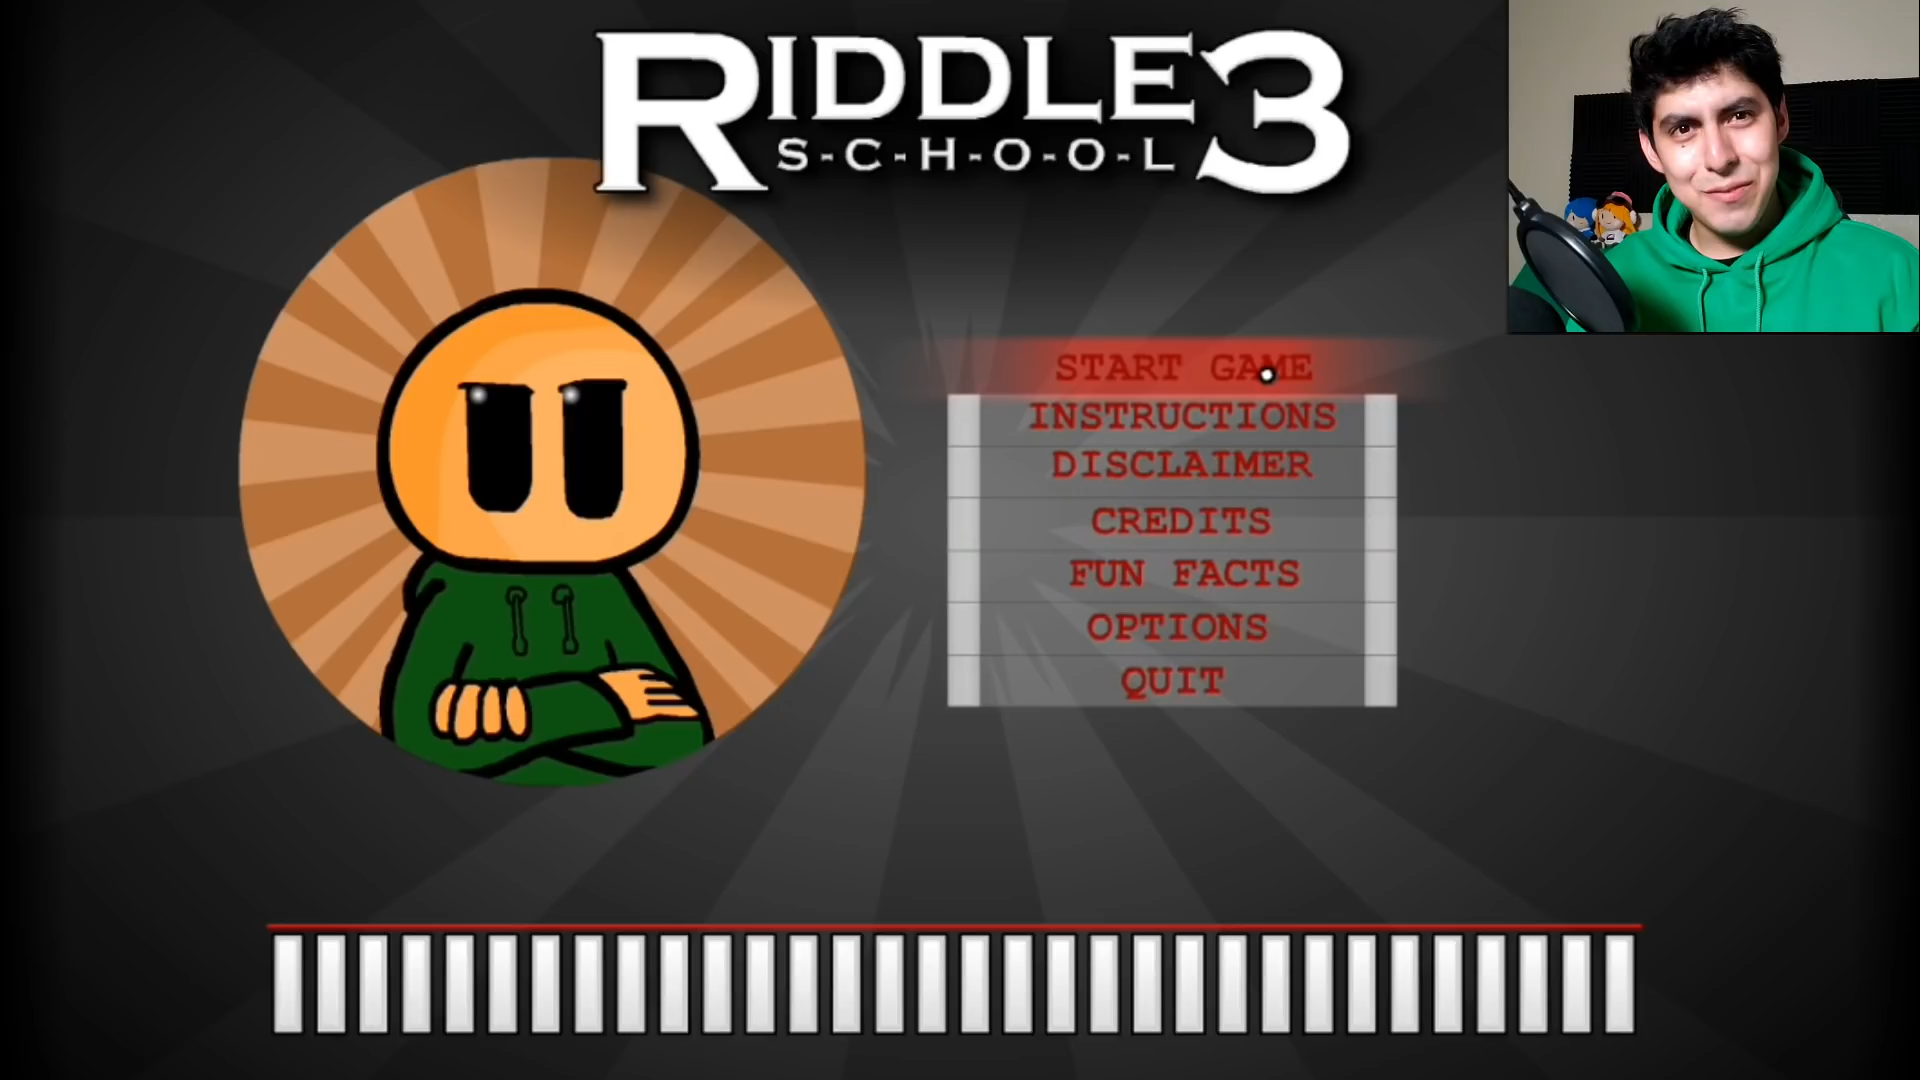 RIDDLE 3
S-C-H-O-O-L
START GAME
INSTRUCTIONS
DISCLAIMER
CREDITS
FUN FACTS
OPTIONS
QUIT